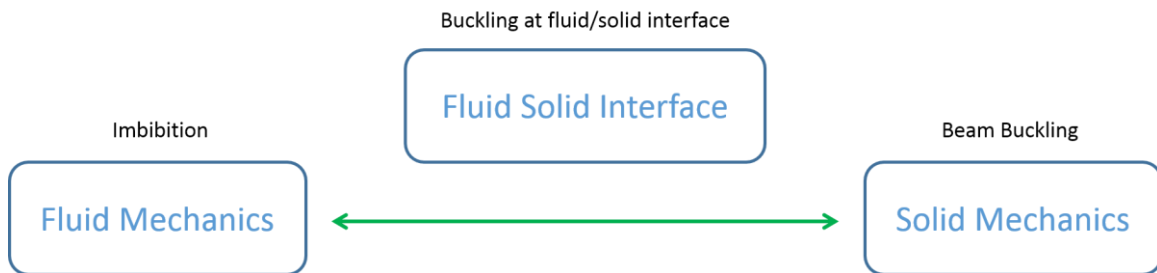 Buckling at fluid/solid interface
Fluid Solid Interface
Imbibition
Beam Buckling
Fluid Mechanics
Solid Mechanics